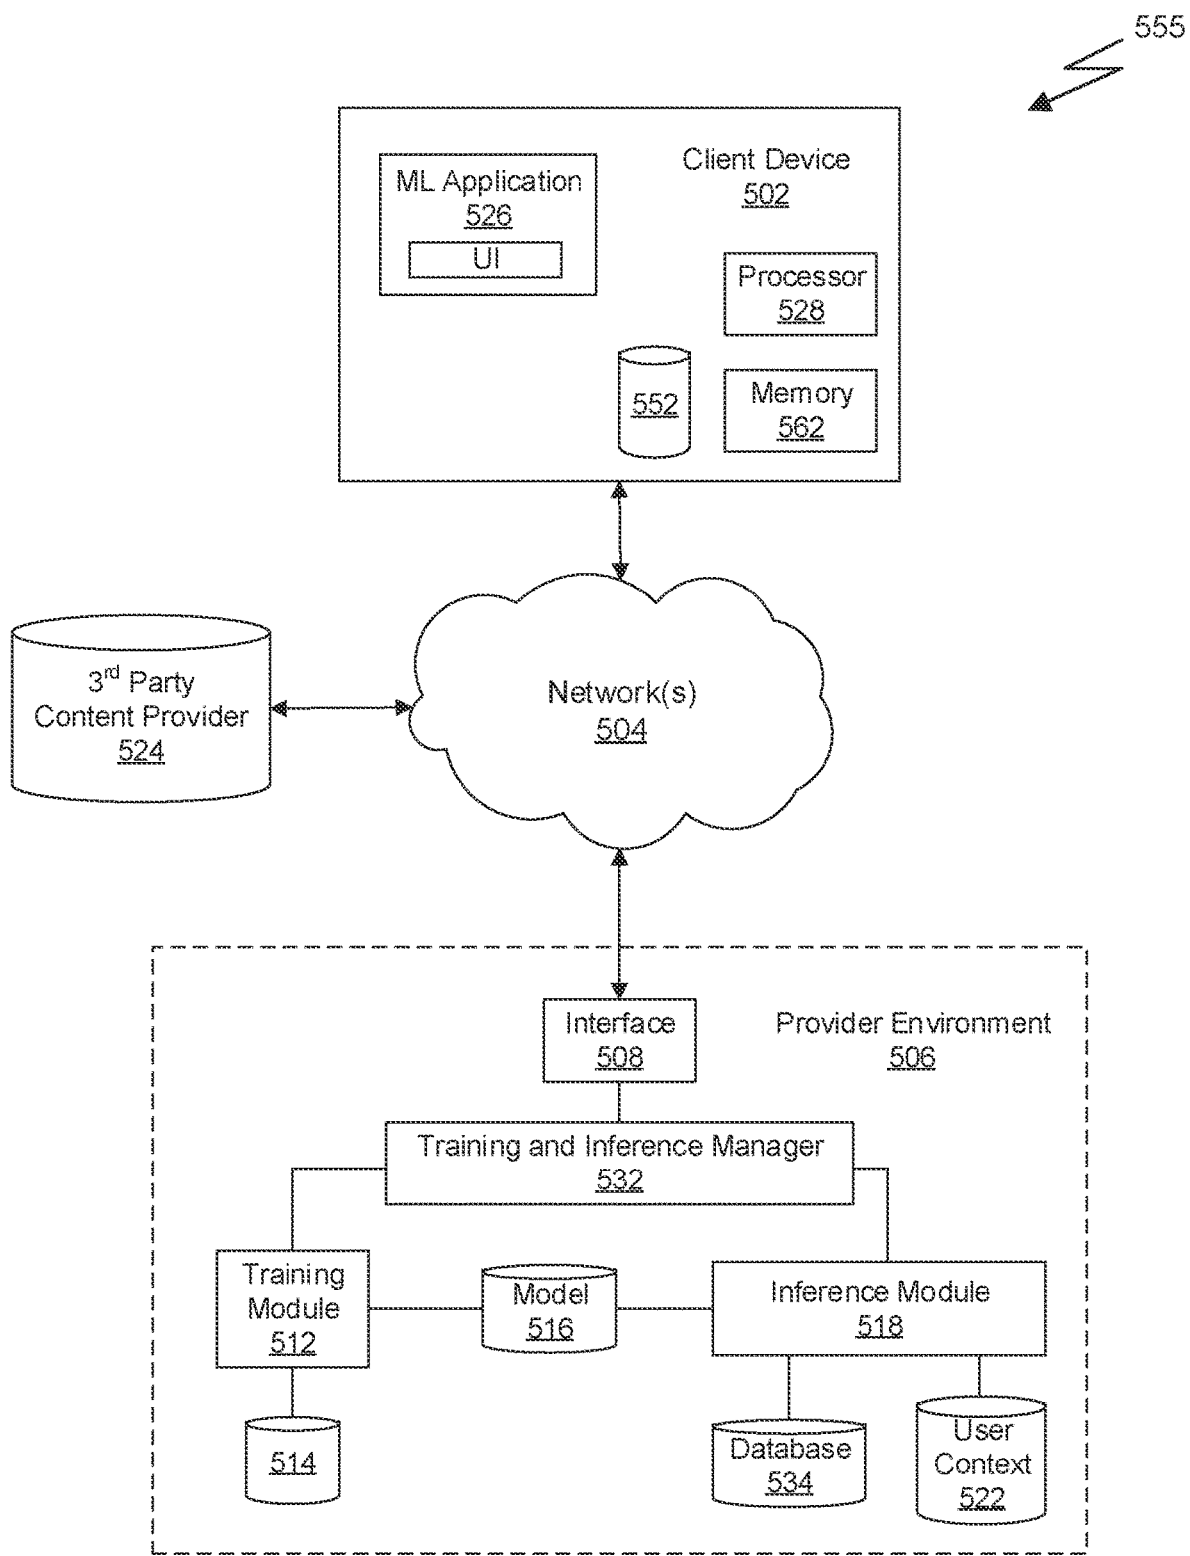 555
Client Device
502
ML Application
526
UI
Processor
528
552
Memory
562
3rd Party
Content Provider
524
Network(s)
504
Interface
508
Provider Environment
506
Training and Inference Manager
532
Training
Module
512
Model
516
Inference Module
518
514
Database
534
User
Context
522